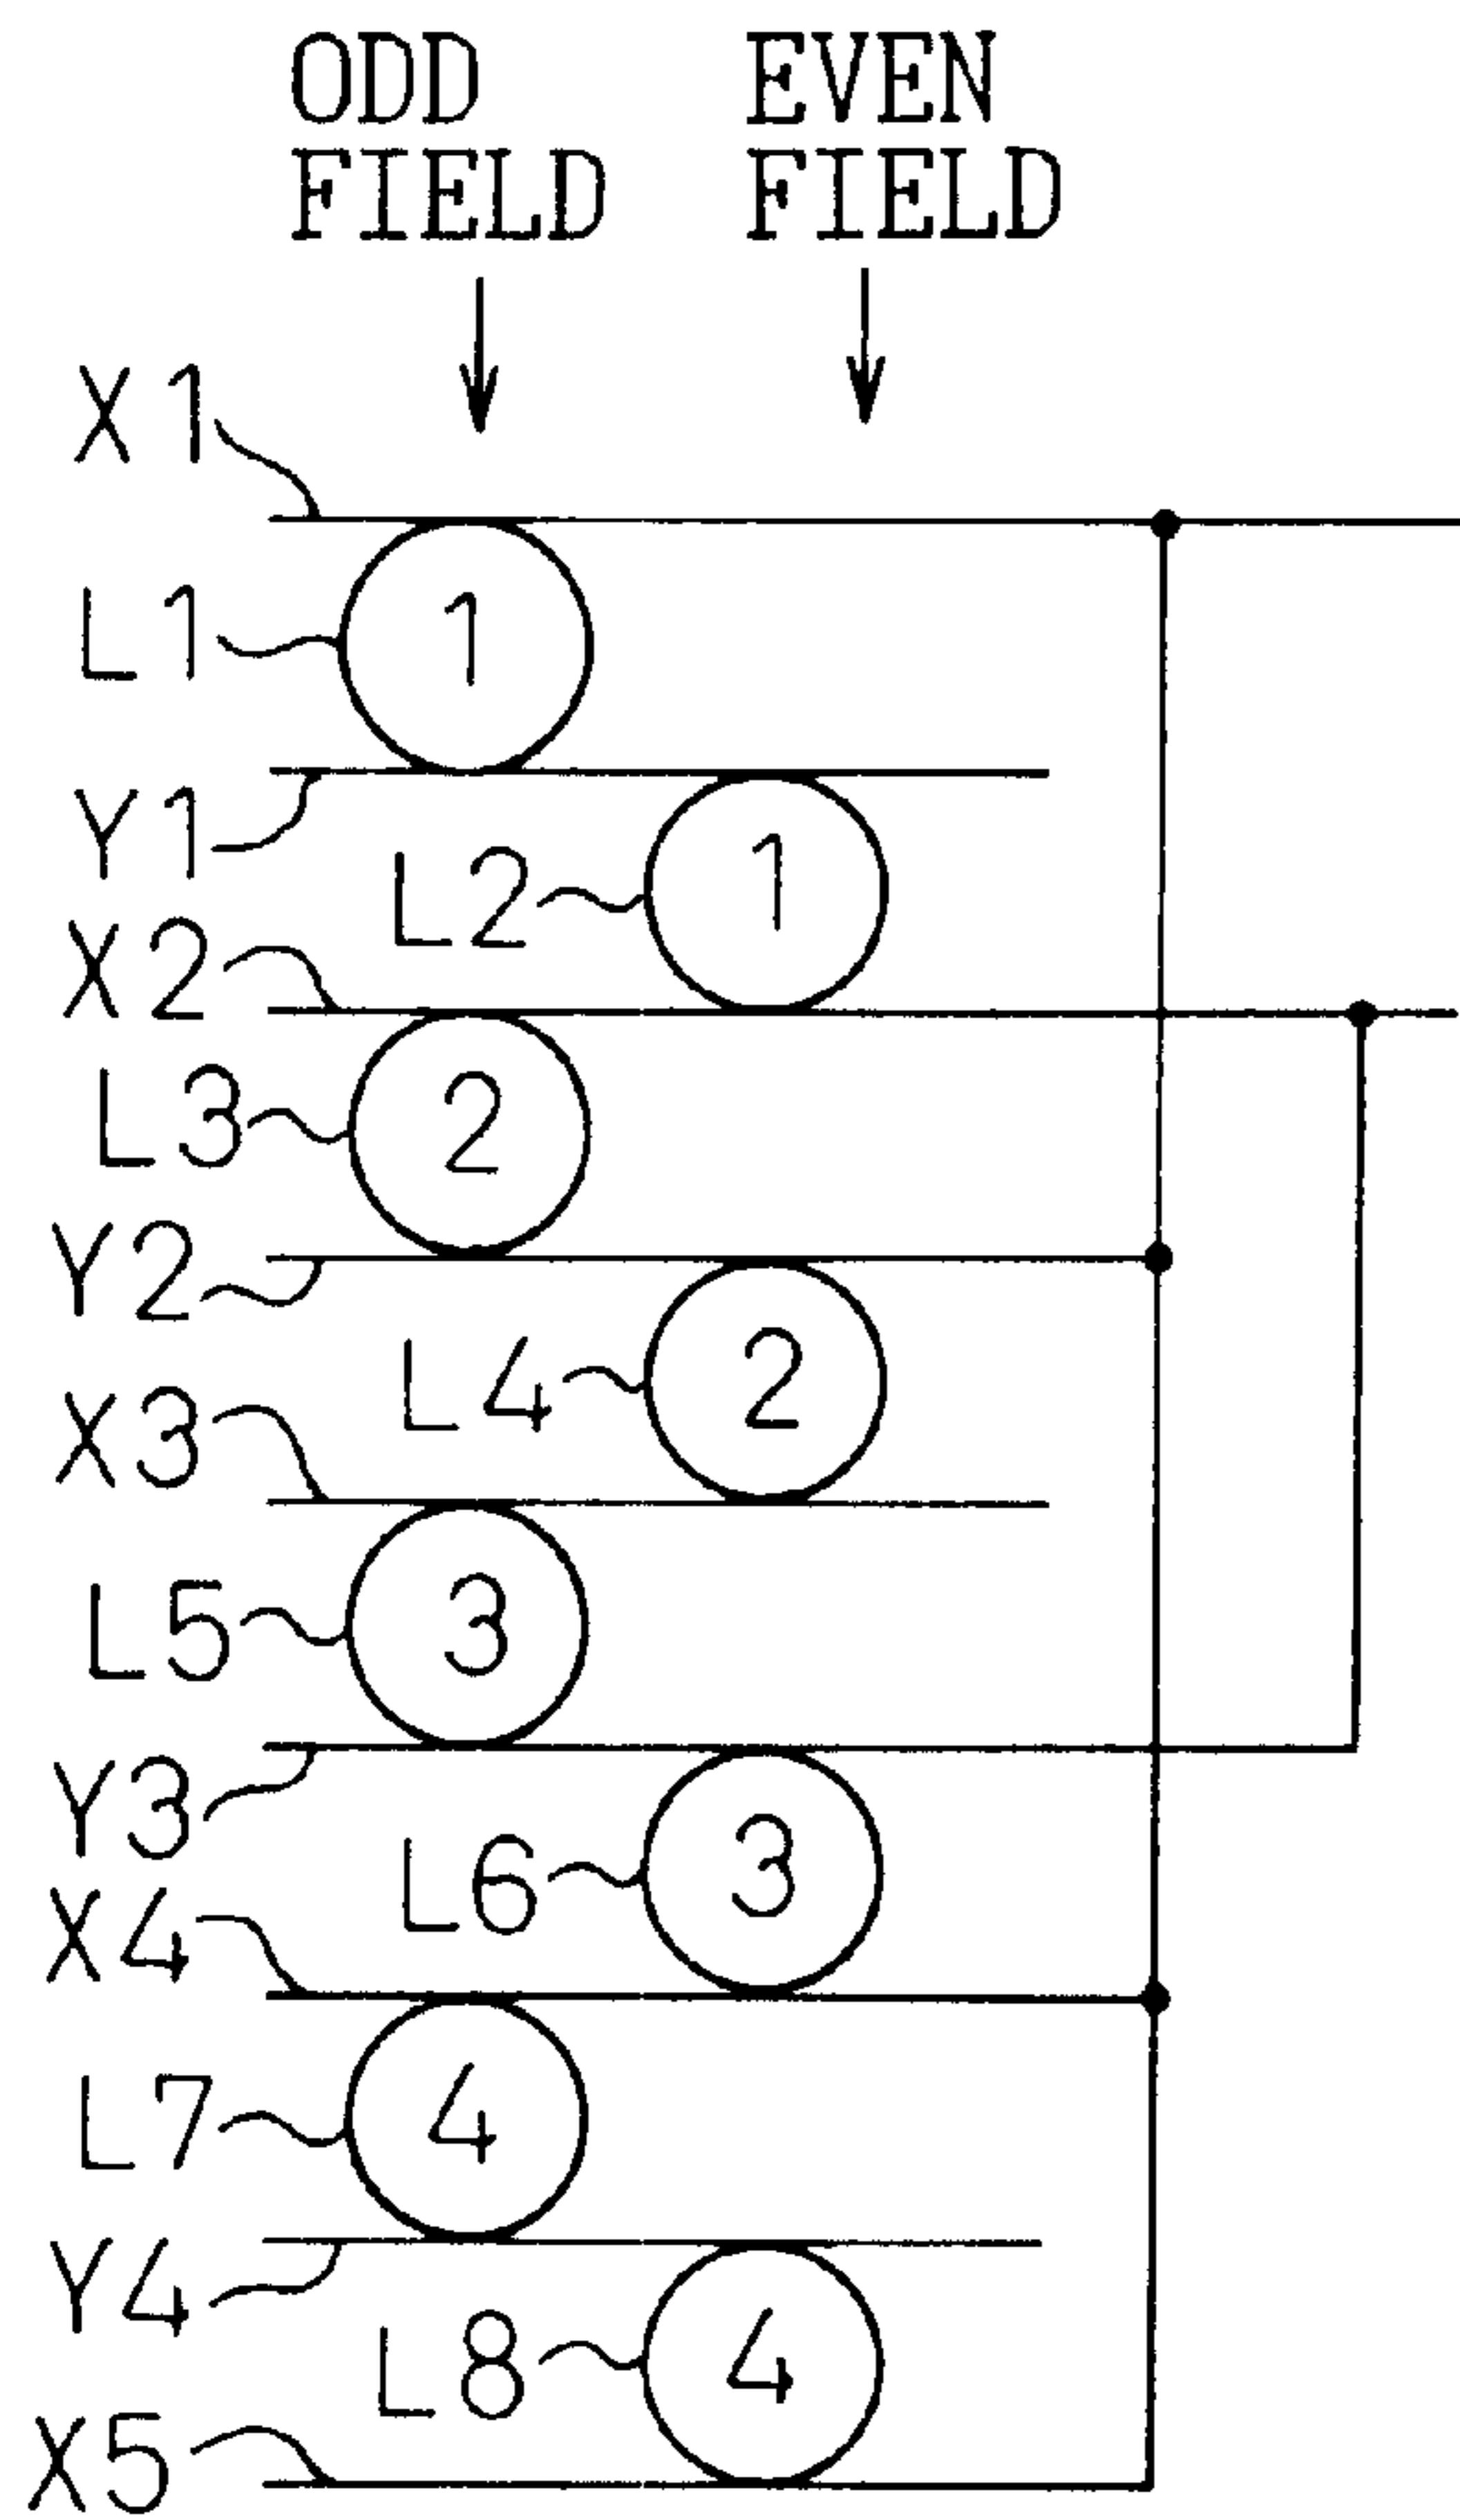 ODD FIELD
EVEN FIELD
X1
L1 1
Y1
L2 1
X2
L3 2
Y2
L4 2
X3
L5 3
Y3
L6 3
X4
L7 4
Y4
L8 4
X5